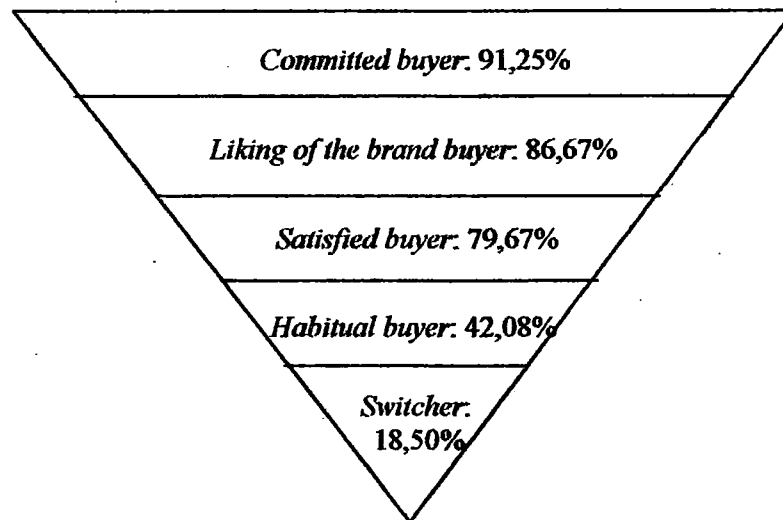 Committed buyer: 91,25%
Liking of the brand buyer: 86,67%
Satisfied buyer: 79,67%
Habitual buyer: 42,08%
Switcher:
18,50%